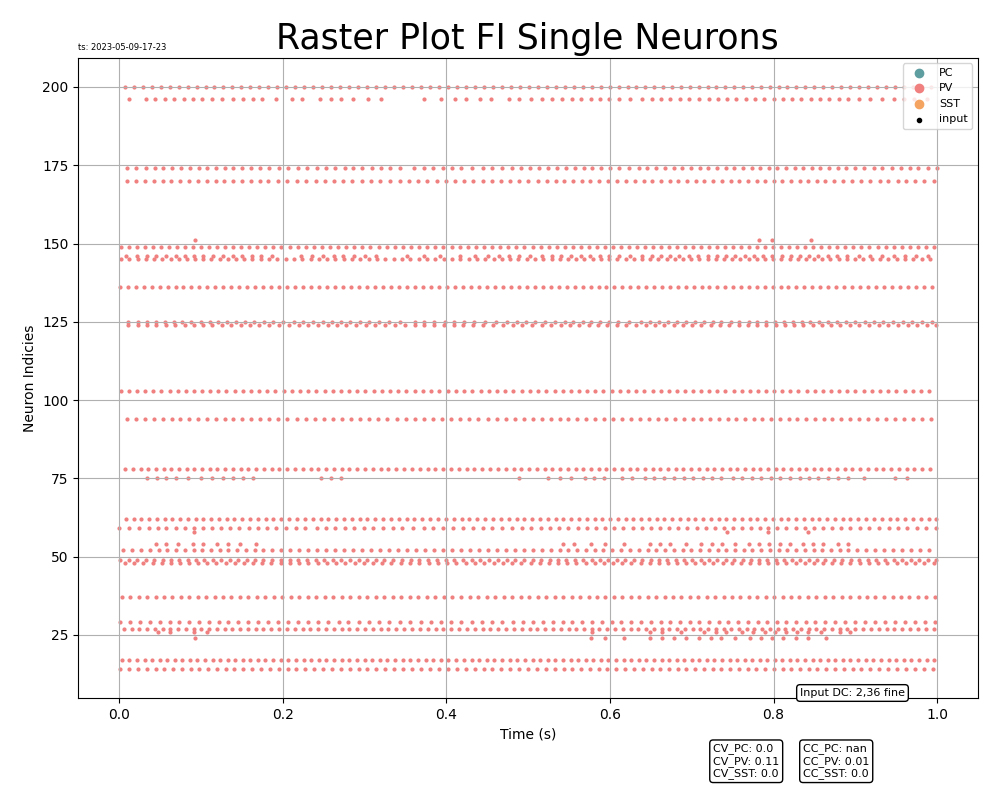 Raster Plot FI Single Neurons
ts: 2023-05-09-17-23
PC
PV
SST
input
200
175
150
125
100
75
50
25
Neuron Indicies
Input DC: 2,36 fine
0.0 0.2 0.4 0.6 0.8 1.0
Time (s)
CV_PC: 0.0
CV_PV: 0.11
CV_SST: 0.0
CC_PC: nan
CC_PV: 0.01
CC_SST: 0.0